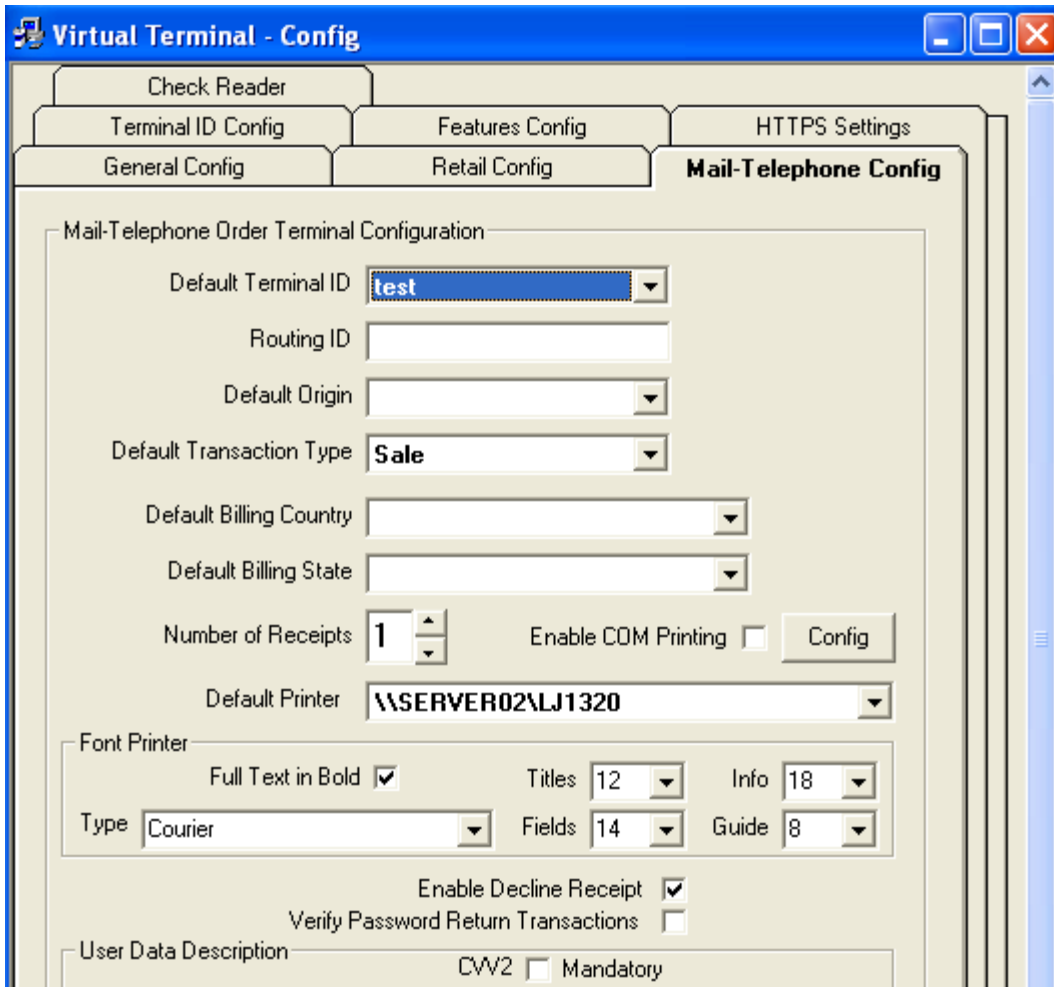 Virtual Terminal - Config
Check Reader
Terminal ID Config Features Config HTTPS Settings
General Config Retail Config Mail-Telephone Config
Mail-Telephone Order Terminal Configuration
Default Terminal ID test
Routing ID
Default Origin
Default Transaction Type Sale
Default Billing Country
Default Billing State
Number of Receipts 1 Enable COM Printing Config
Default Printer \\SERVER02\LJ1320
Font Printer
Full Text in Bold Titles 12 Info 18
Type Courier Fields 14 Guide 8
Enable Decline Receipt
Verify Password Return Transactions
User Data Description
CVV2 Mandatory